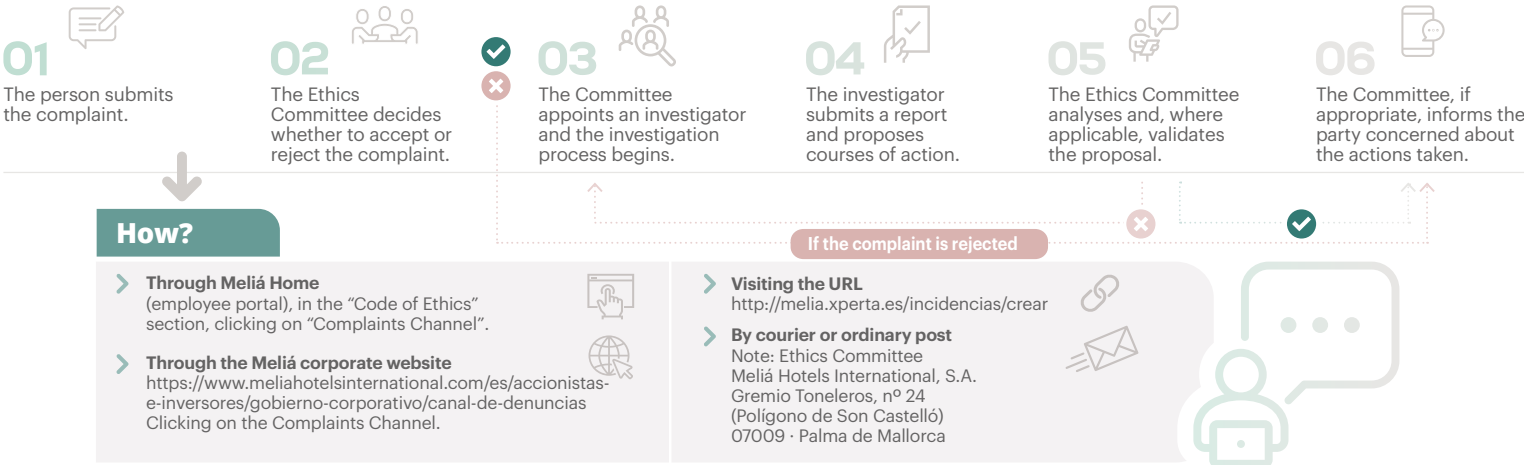 01
The person submits
the complaint.
02
The Ethics
Committee decides
whether to accept or
reject the complaint.
03
The Committee
appoints an investigator
and the investigation
process begins.
04
The investigator
submits a report
and proposes
courses of action.
05
The Ethics Committee
analyses and, where
applicable, validates
the proposal.
06
The Committee, if
appropriate, informs the
party concerned about
the actions taken.
If the complaint is rejected
How?
Through Meliá Home
(employee portal), in the “Code of Ethics”
section, clicking on “Complaints Channel”.
Through the Meliá corporate website
https://www.meliahotelsinternational.com/es/accionistas-
e-inversores/gobierno-corporativo/canal-de-denuncias
Clicking on the Complaints Channel.
Visiting the URL
http://melia.xperta.es/incidencias/crear
By courier or ordinary post
Note: Ethics Committee
Meliá Hotels International, S.A.
Gremio Toneleros, nº 24
(Polígono de Son Castelló)
07009 · Palma de Mallorca